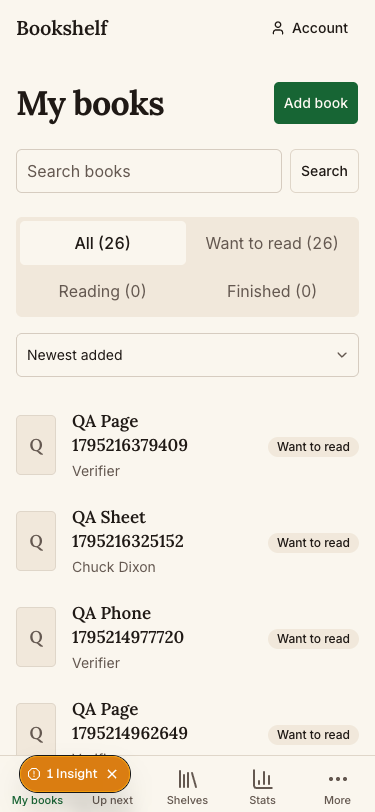 Bookshelf
Account
My books
Add book
Search books
Search
All (26)
Want to read (26)
Reading (0)
Finished (0)
Newest added
Q
QA Page
1795216379409
Verifier
Want to read
Q
QA Sheet
1795216325152
Chuck Dixon
Want to read
Q
QA Phone
1795214977720
Verifier
Want to read
Q
QA Page
1795214962649
Want to read
1 Insight
My books
Up next
Shelves
Stats
More